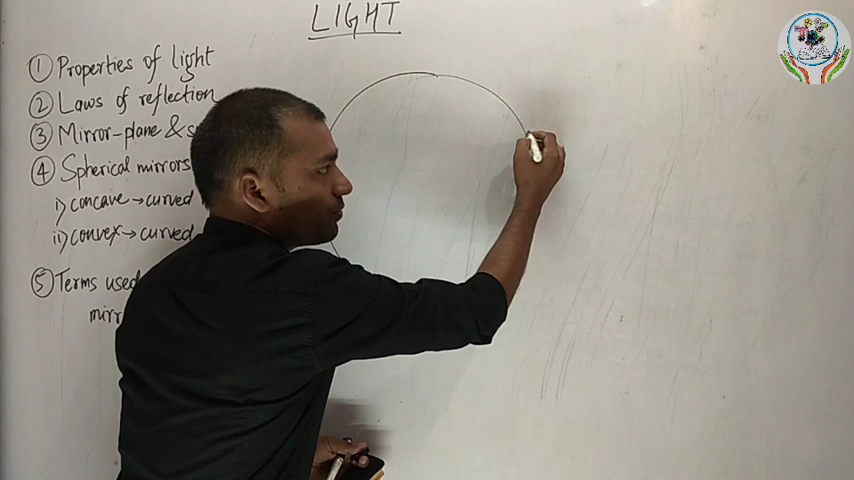 LIGHT
① Properties of light
② Laws of reflection
③ Mirror-plane &
④ Spherical mirrors
i) concave → curved
ii) convex → curved
⑤ Terms used